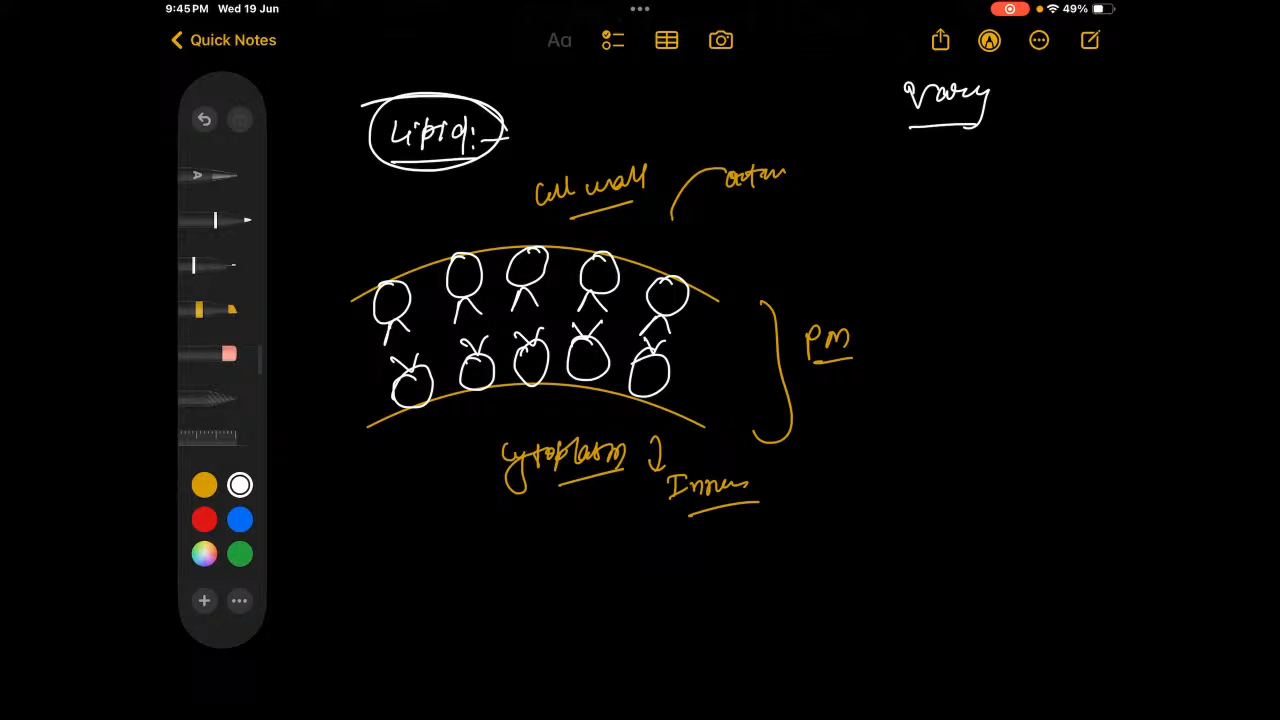 9:45 PM Wed 19 Jun
49%
Quick Notes
Aa
Vary
Lipid:-
Cell wall
outer
PM
Cytoplasm
Inner